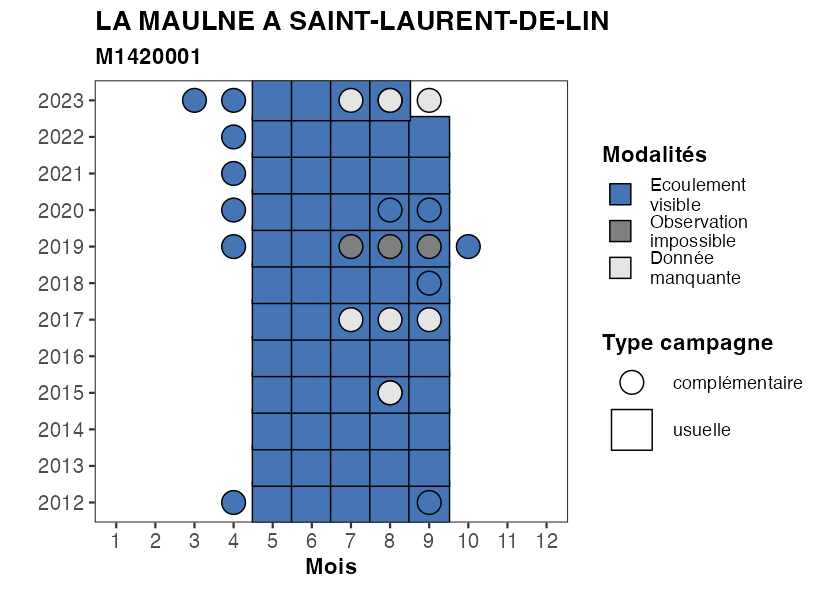 LA MAULNE A SAINT-LAURENT-DE-LIN
M1420001
2023
2022
2021
2020
2019
2018
2017
2016
2015
2014
2013
2012
1 2 3 4 5 6 7 8 9 10 11 12
Mois
Modalités
Ecoulement
visible
Observation
impossible
Donnée
manquante
Type campagne
complémentaire
usuelle